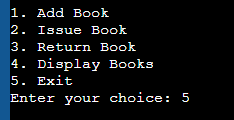 1. Add Book
2. Issue Book
3. Return Book
4. Display Books
5. Exit
Enter your choice: 5